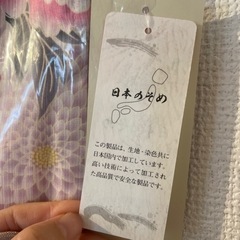 日本のそめ
この製品は、生地・染色共に
日本国内で加工しています。
高い技術によって加工され
た高品質で安全な製品です。